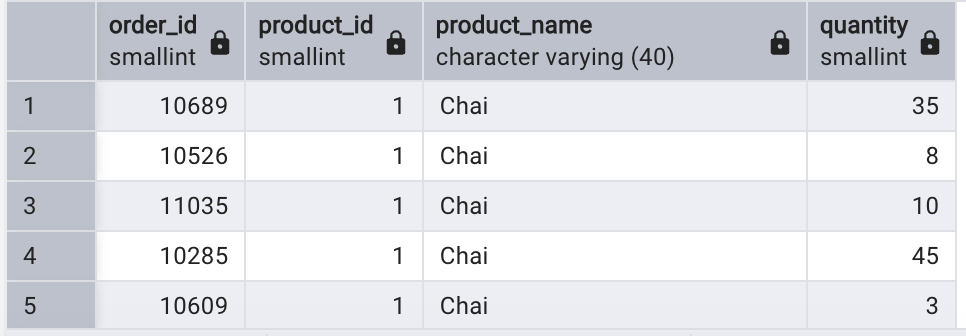 order_id product_id product_name quantity
smallint smallint character varying (40) smallint
1 10689 1 Chai 35
2 10526 1 Chai 8
3 11035 1 Chai 10
4 10285 1 Chai 45
5 10609 1 Chai 3